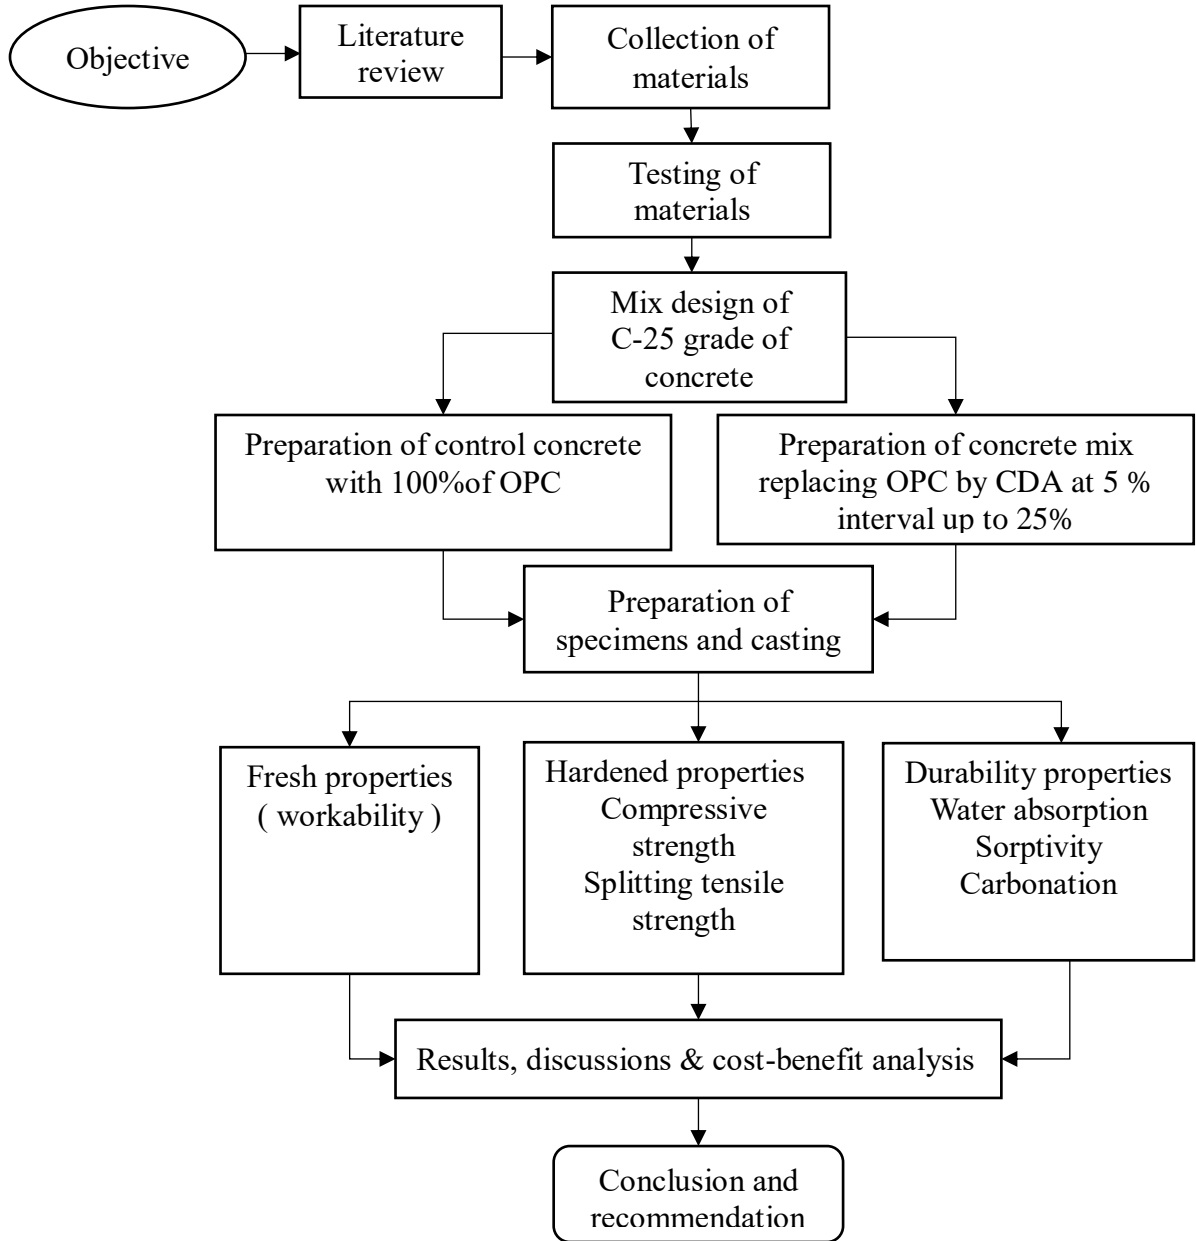 Objective
Literature
review
Collection of
materials
Testing of
materials
Mix design of
C-25 grade of
concrete
Preparation of control concrete
with 100%of OPC
Preparation of concrete mix
replacing OPC by CDA at 5 %
interval up to 25%
Preparation of
specimens and casting
Fresh properties
( workability )
Hardened properties
Compressive
strength
Splitting tensile
strength
Durability properties
Water absorption
Sorptivity
Carbonation
Results, discussions & cost-benefit analysis
Conclusion and
recommendation